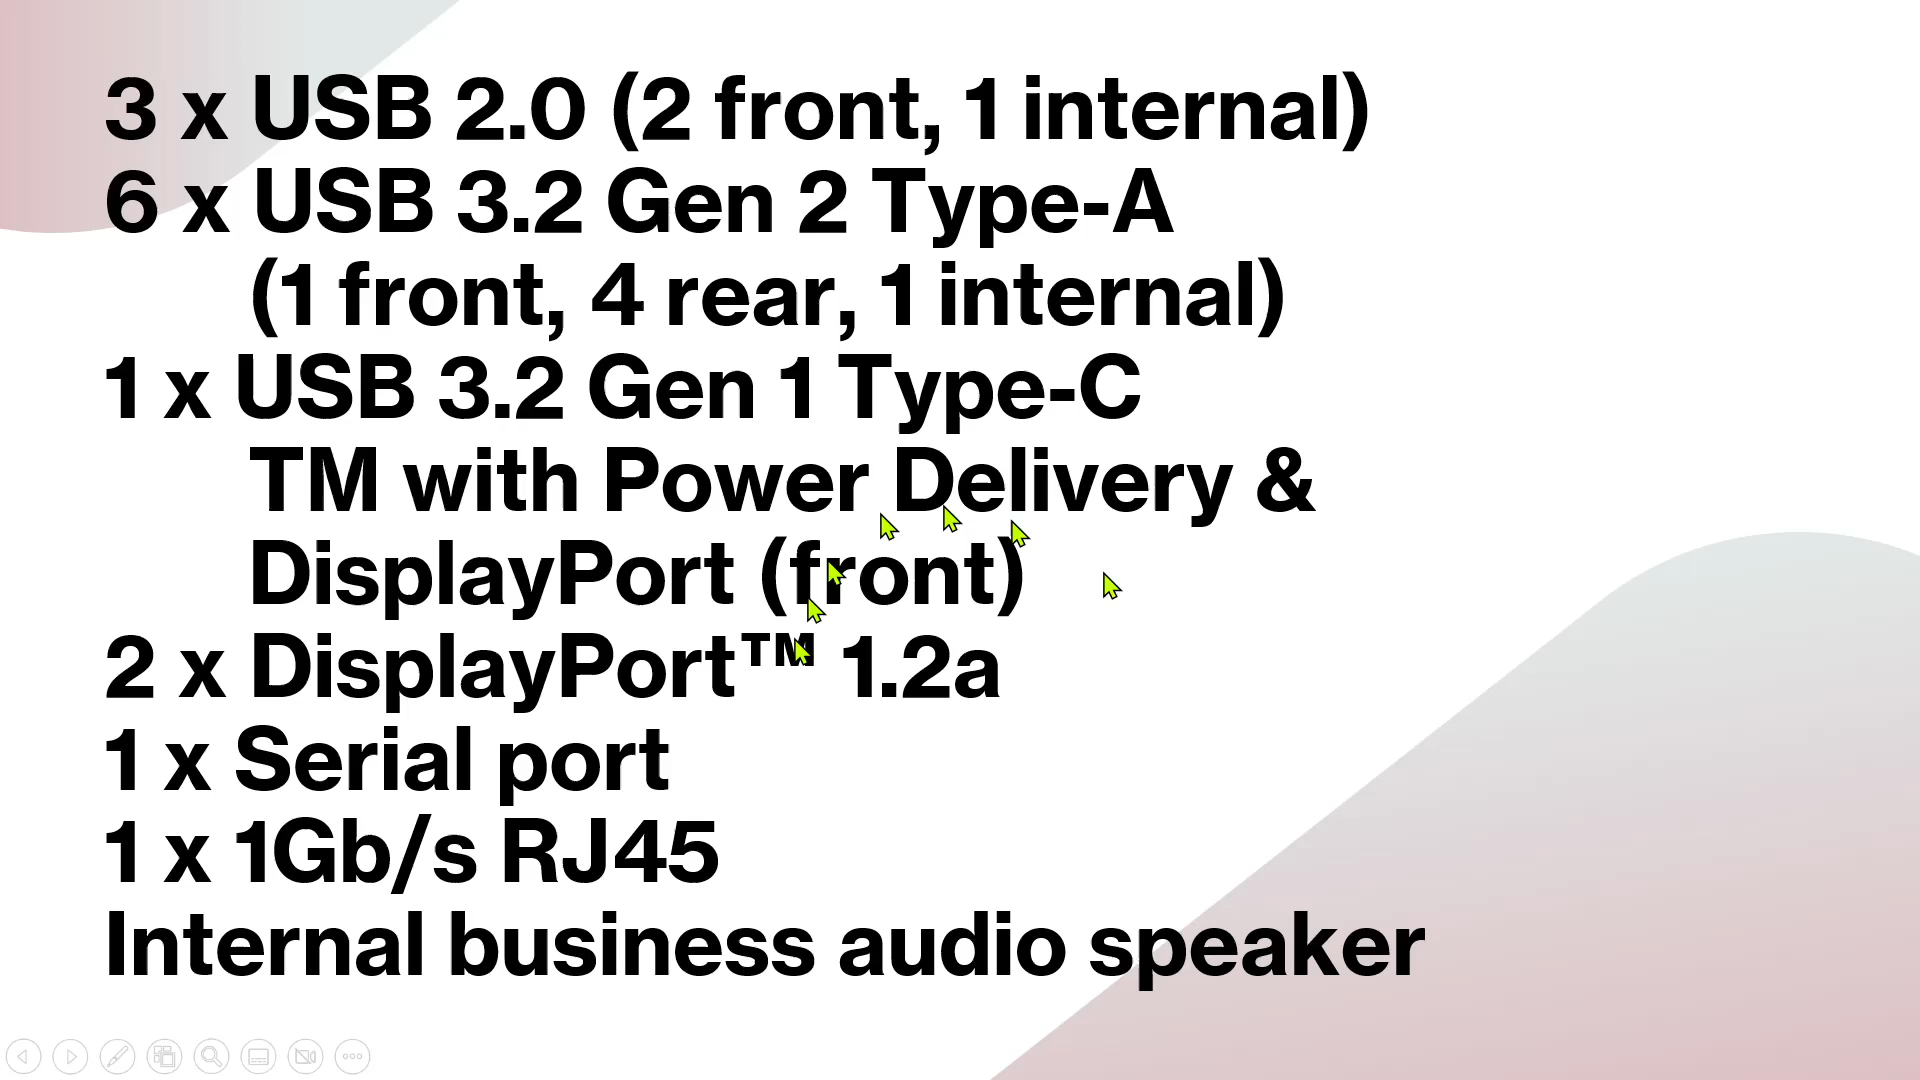 3 x USB 2.0 (2 front, 1 internal)
6 x USB 3.2 Gen 2 Type-A
(1 front, 4 rear, 1 internal)
1 x USB 3.2 Gen 1 Type-C
TM with Power Delivery &
DisplayPort (front)
2 x DisplayPort™ 1.2a
1 x Serial port
1 x 1Gb/s RJ45
Internal business audio speaker